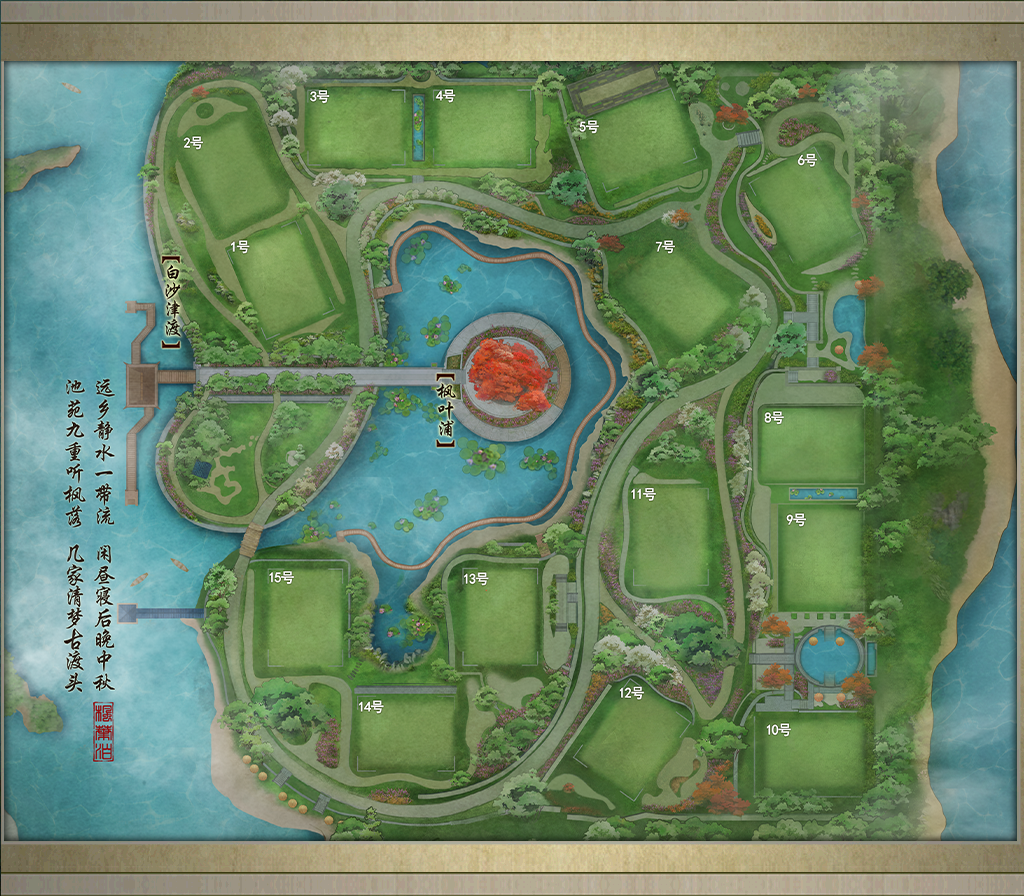 3号
4号
5号
2号
6号
1号
7号
【白沙津渡】
【枫叶浦】
远乡静水一带流 闲昼寝后晚中秋
池苑九重听枫落 几家清梦古渡头
枫叶泊
8号
11号
9号
15号
13号
12号
14号
10号